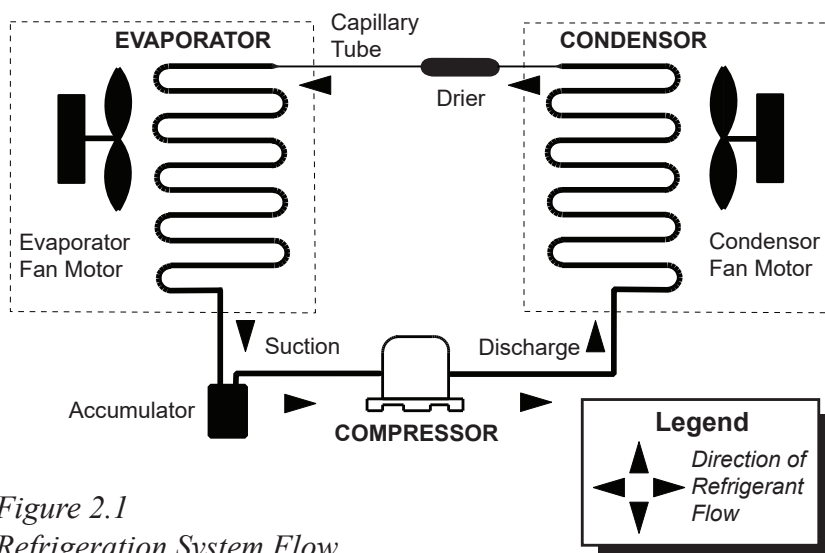 Capillary
Tube
EVAPORATOR
CONDENSOR
Drier
Evaporator
Fan Motor
Condensor
Fan Motor
Suction
Discharge
Accumulator
COMPRESSOR
Legend
Direction of
Refrigerant
Flow
Figure 2.1
Refrigeration System Flow